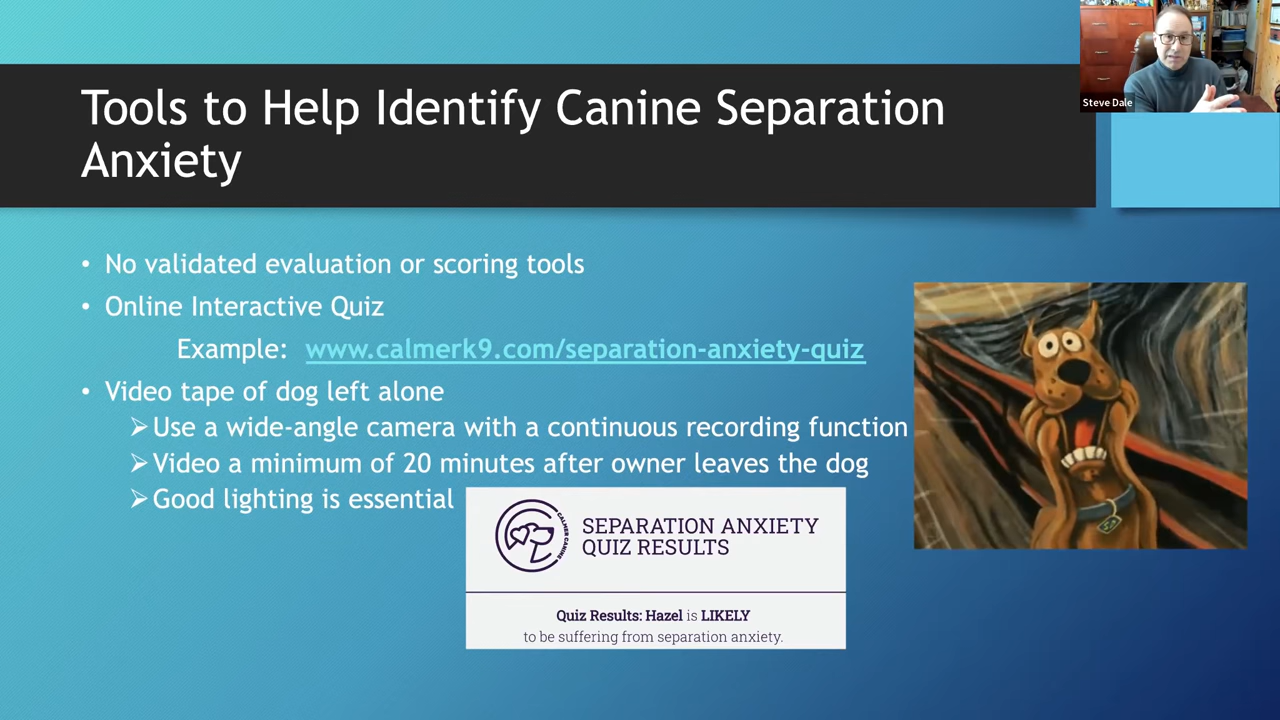 Steve Dale
Tools to Help Identify Canine Separation
Anxiety
• No validated evaluation or scoring tools
• Online Interactive Quiz
Example: www.calmerk9.com/separation-anxiety-quiz
• Video tape of dog left alone
➢Use a wide-angle camera with a continuous recording function
➢Video a minimum of 20 minutes after owner leaves the dog
➢Good lighting is essential
CALMER CANINE
SEPARATION ANXIETY
QUIZ RESULTS
Quiz Results: Hazel is LIKELY
to be suffering from separation anxiety.
SD